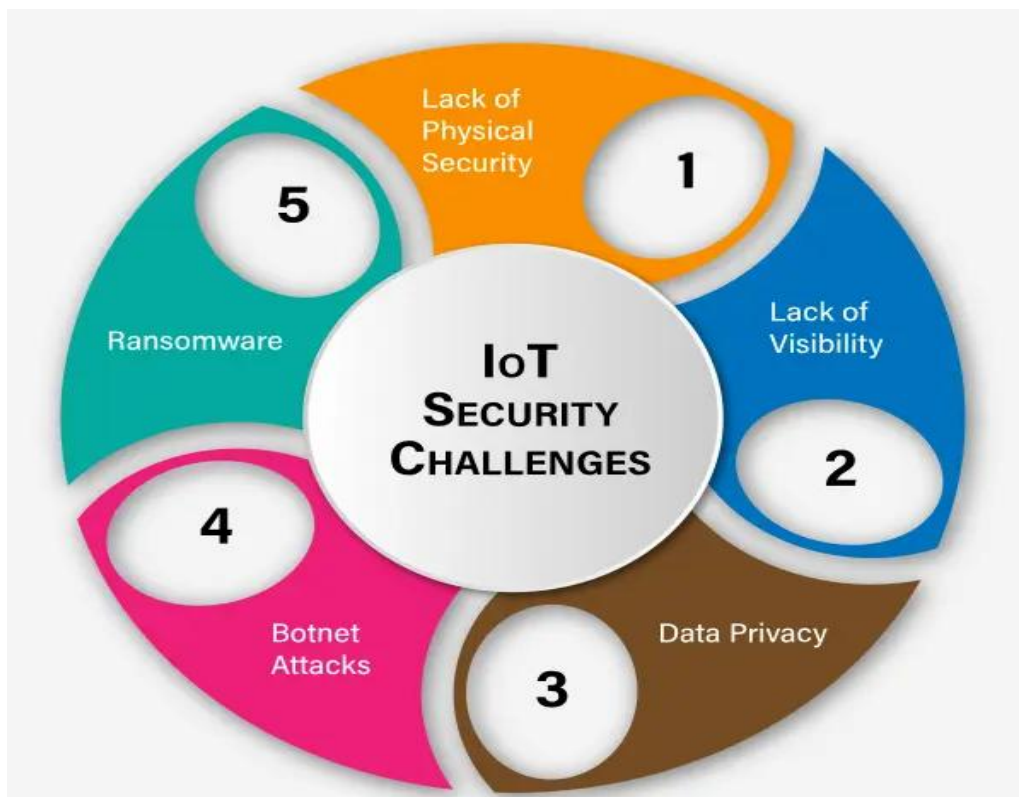 IoT
SECURITY
CHALLENGES
Lack of
Physical
Security
1
Lack of
Visibility
2
Data Privacy
3
Botnet
Attacks
4
Ransomware
5